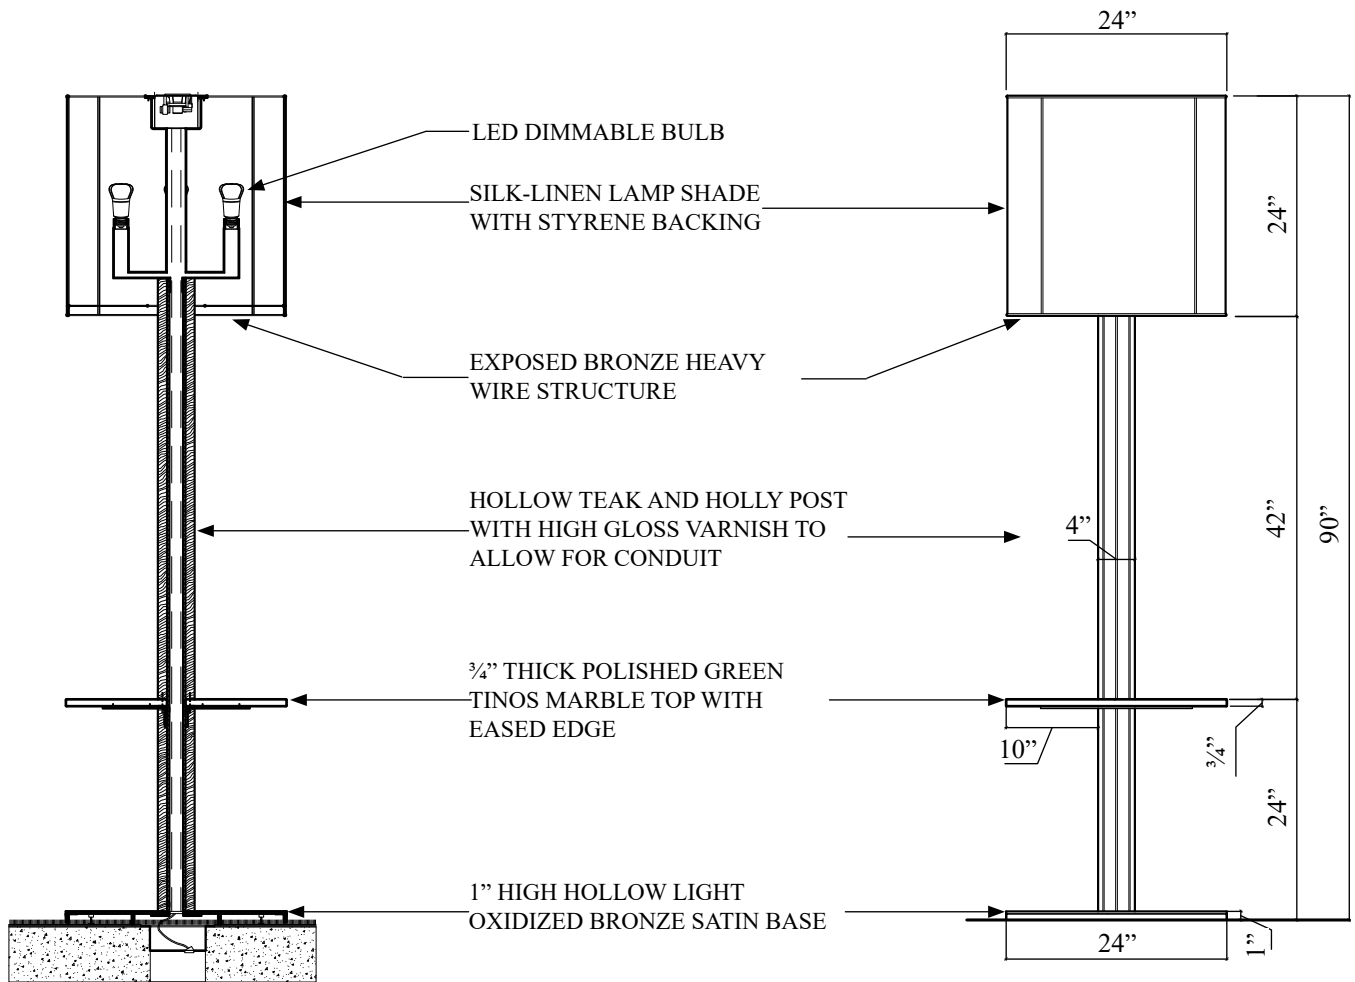 24”
LED DIMMABLE BULB
SILK-LINEN LAMP SHADE
WITH STYRENE BACKING
24”
EXPOSED BRONZE HEAVY
WIRE STRUCTURE
HOLLOW TEAK AND HOLLY POST
WITH HIGH GLOSS VARNISH TO
ALLOW FOR CONDUIT
4”
42”
90”
¾” THICK POLISHED GREEN
TINOS MARBLE TOP WITH
EASED EDGE
10”
¾”
24”
1” HIGH HOLLOW LIGHT
OXIDIZED BRONZE SATIN BASE
24”
1”